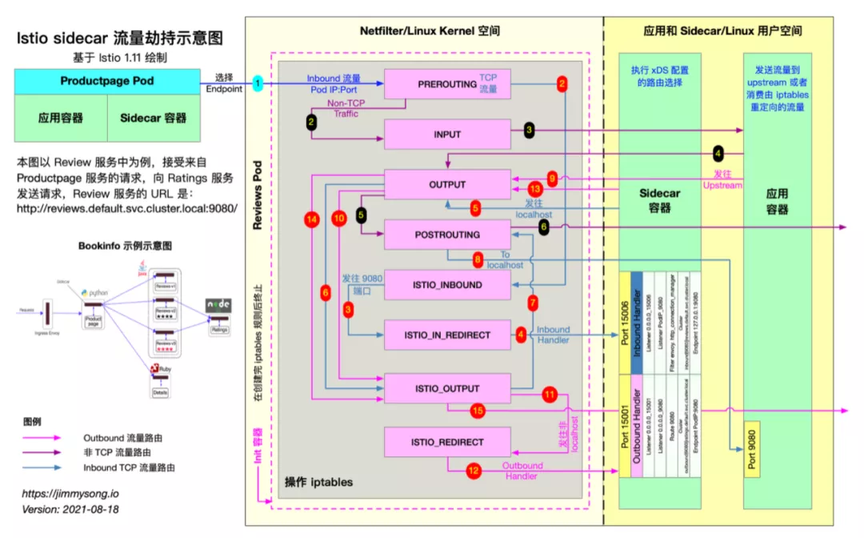 Istio sidecar 流量劫持示意图
基于 Istio 1.11 绘制
Productpage Pod
应用容器
Sidecar 容器
选择
Endpoint
本图以 Review 服务中为例，接受来自
Productpage 服务的请求，向 Ratings 服务
发送请求，Review 服务的 URL 是：
http://reviews.default.svc.cluster.local:9080/
Bookinfo 示例示意图
python
Product
page
Ingress Envoy
Reviews-v1
node
Ratings
Ruby
Details
图例
Outbound 流量路由
非 TCP 流量路由
Inbound TCP 流量路由
https://jimmysong.io
Version: 2021-08-18
Netfilter/Linux Kernel 空间
Reviews Pod
在创建完 iptables 规则后终止
Init 容器
1
Inbound 流量
Pod IP:Port
PREROUTING
TCP
流量
2
Non-TCP
Traffic
2
INPUT
3
4
OUTPUT
9
13
发往
Upstream
5
发往
localhost
14
10
5
POSTROUTING
6
8
To
localhost
6
发往 9080
端口
ISTIO_INBOUND
7
3
ISTIO_IN_REDIRECT
4
Inbound
Handler
ISTIO_OUTPUT
11
15
发往非
localhost
ISTIO_REDIRECT
12
Outbound
Handler
操作 iptables
应用和 Sidecar/Linux 用户空间
执行 xDS 配置
的路由选择
Sidecar
容器
Port 15006
Inbound Handler
Listener 0.0.0.0_15006
Listener PodIP_9080
Filter envoy. http_connection_manager
Cluster
Endpoint 127.0.0.1:9080
Port 15001
Outbound Handler
Listener 0.0.0.0_15001
Listener 0.0.0.0_9080
Route 9080
Cluster
Endpoint PodIP:9080
发送流量到
upstream 或者
消费由 iptables
重定向的流量
应用
容器
Port 9080